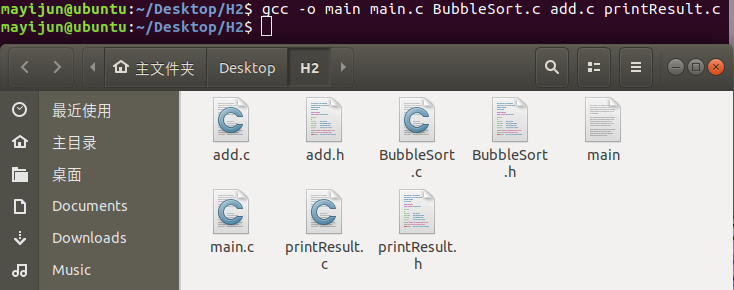 mayijun@ubuntu:~/Desktop/H2$ gcc -o main main.c BubbleSort.c add.c printResult.c
mayijun@ubuntu:~/Desktop/H2$
主文件夹 Desktop H2
最近使用
主目录
桌面
Documents
Downloads
Music
add.c
add.h
BubbleSort
.c
BubbleSort
.h
main
main.c
printResult.
c
printResult.
h